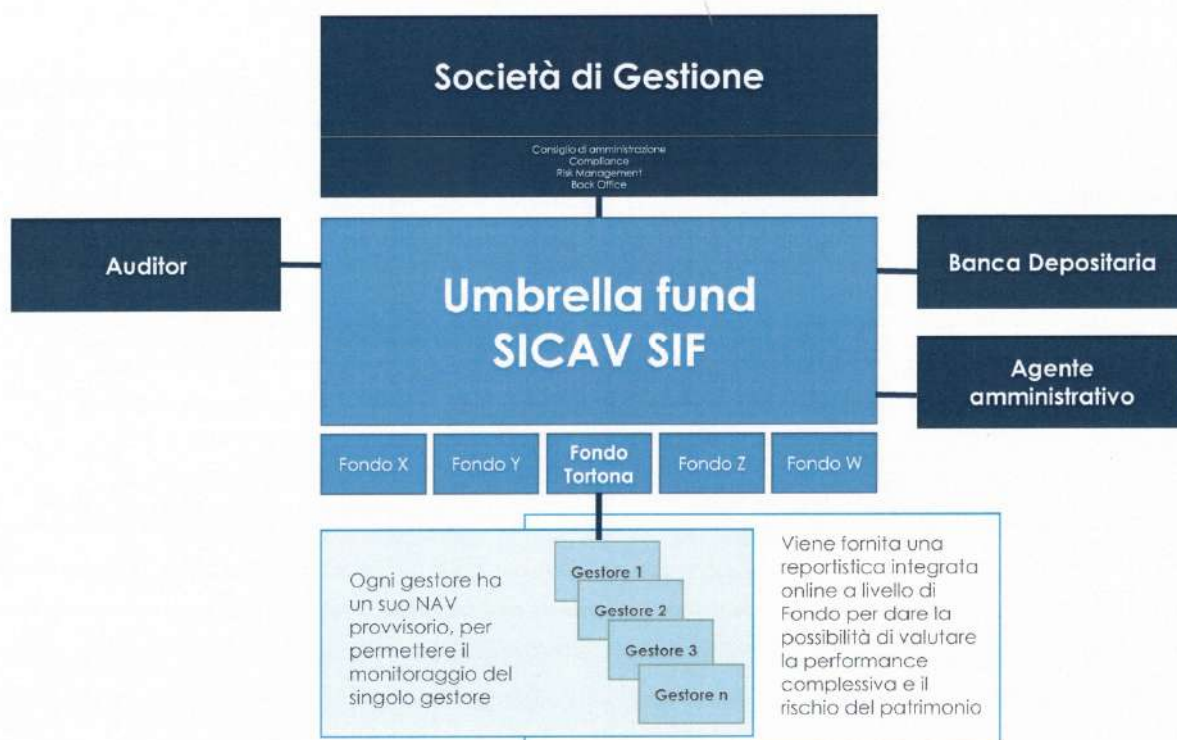 Società di Gestione
Consiglio di amministrazione
Compliance
Risk Management
Back Office
Auditor
Umbrella fund
SICAV SIF
Banca Depositaria
Agente
amministrativo
Fondo X
Fondo Y
Fondo
Tortona
Fondo Z
Fondo W
Ogni gestore ha
un suo NAV
provvisorio, per
permettere il
monitoraggio del
singolo gestore
Gestore 1
Gestore 2
Gestore 3
Gestore n
Viene fornita una
reportistica integrata
online a livello di
Fondo per dare la
possibilità di valutare
la performance
complessiva e il
rischio del patrimonio